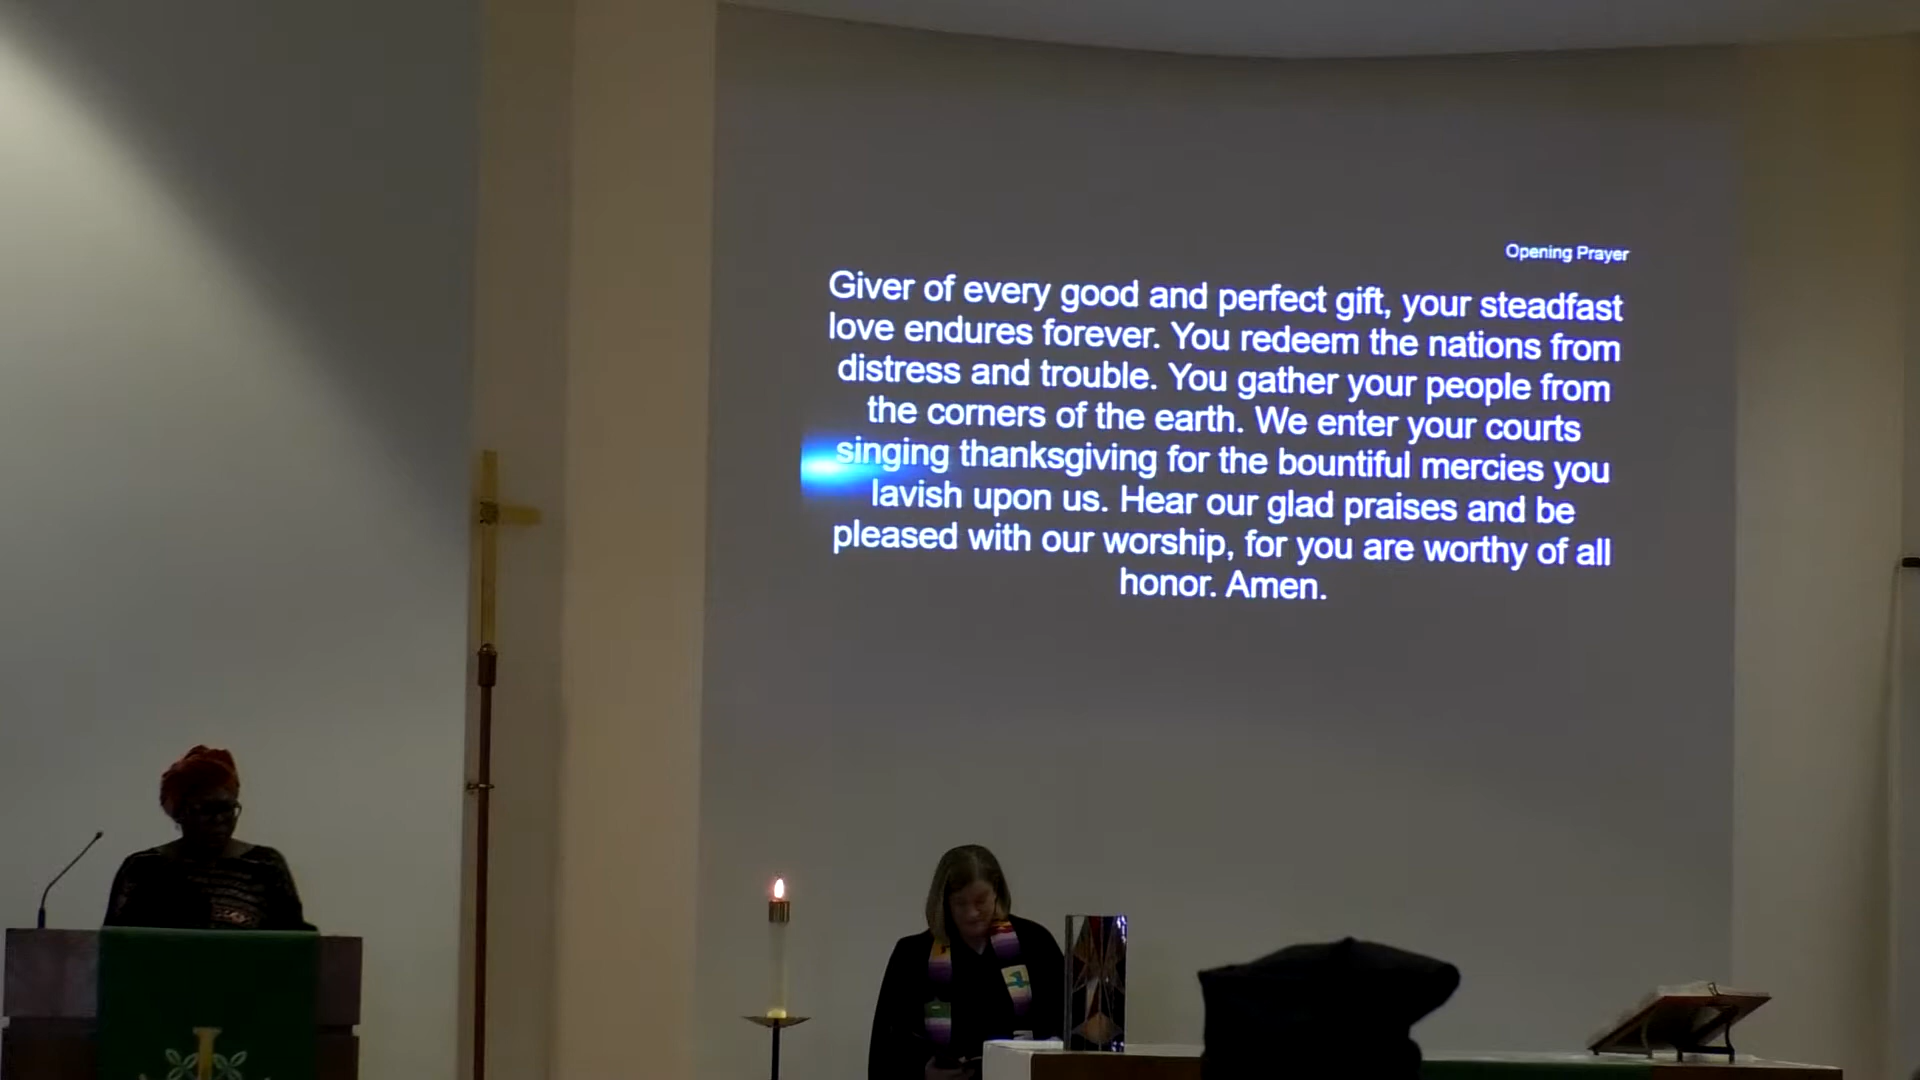 Opening Prayer
Giver of every good and perfect gift, your steadfast
love endures forever. You redeem the nations from
distress and trouble. You gather your people from
the corners of the earth. We enter your courts
singing thanksgiving for the bountiful mercies you
lavish upon us. Hear our glad praises and be
pleased with our worship, for you are worthy of all
honor. Amen.